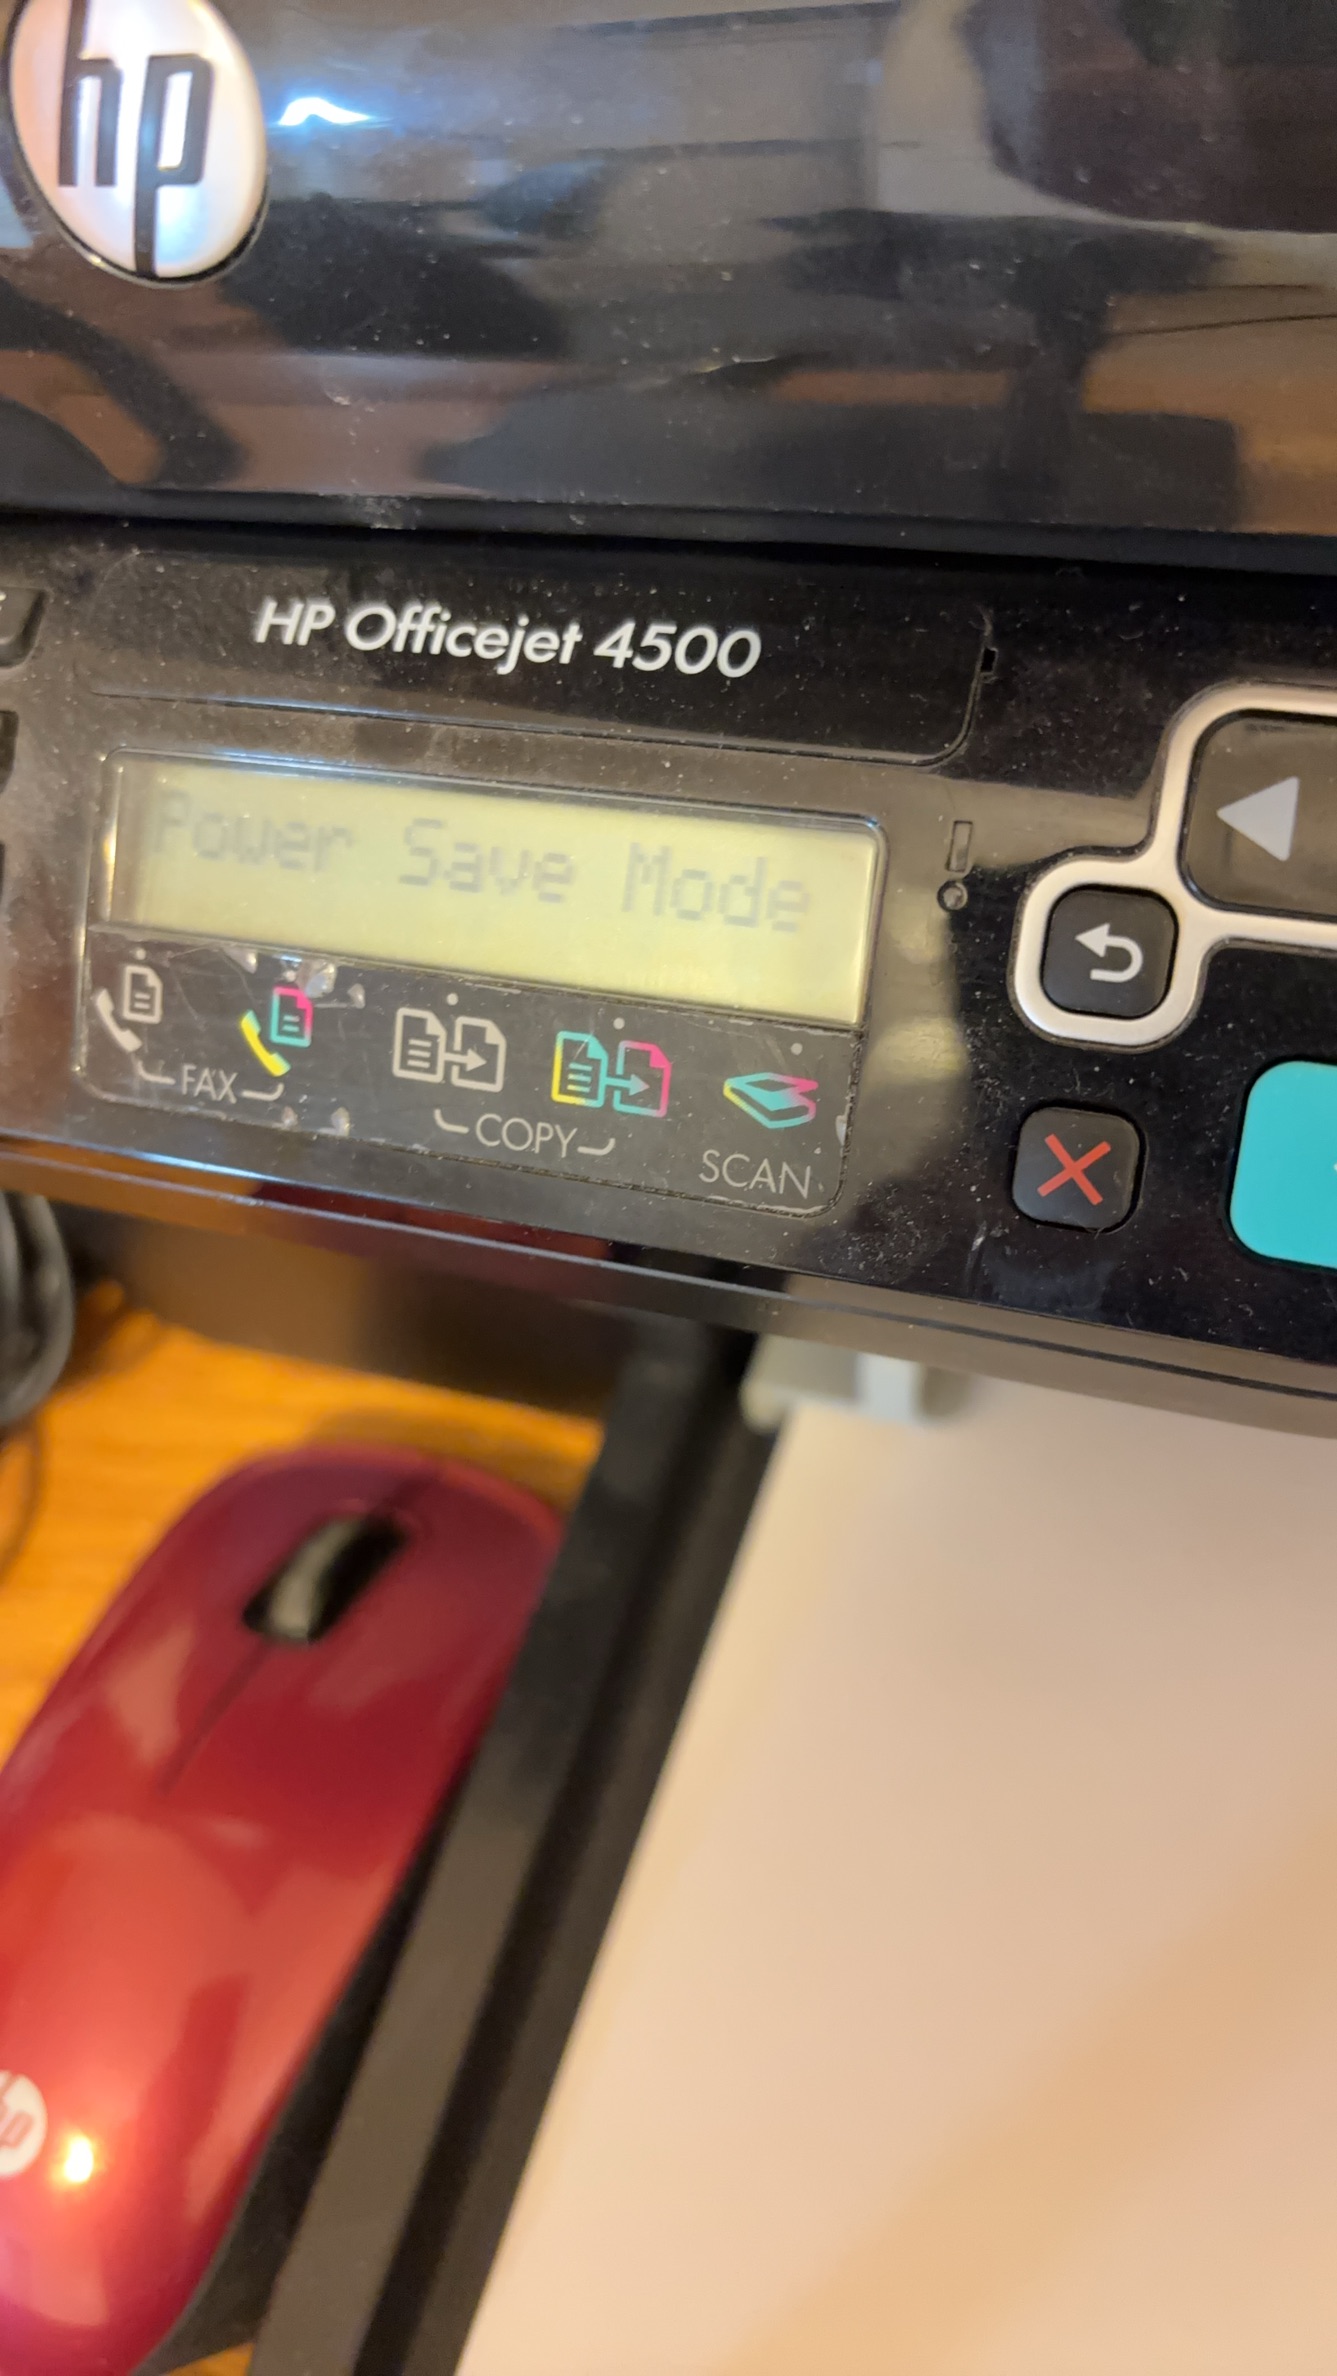 hp
HP Officejet 4500
Power Save Mode
FAX
COPY
SCAN
hp